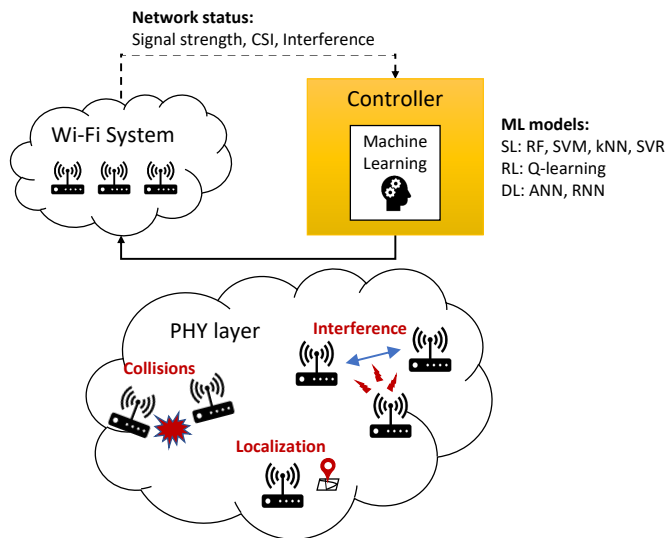 Network status:
Signal strength, CSI, Interference
Controller
Wi-Fi System
Machine
Learning
ML models:
SL: RF, SVM, kNN, SVR
RL: Q-learning
DL: ANN, RNN
PHY layer
Interference
Collisions
Localization